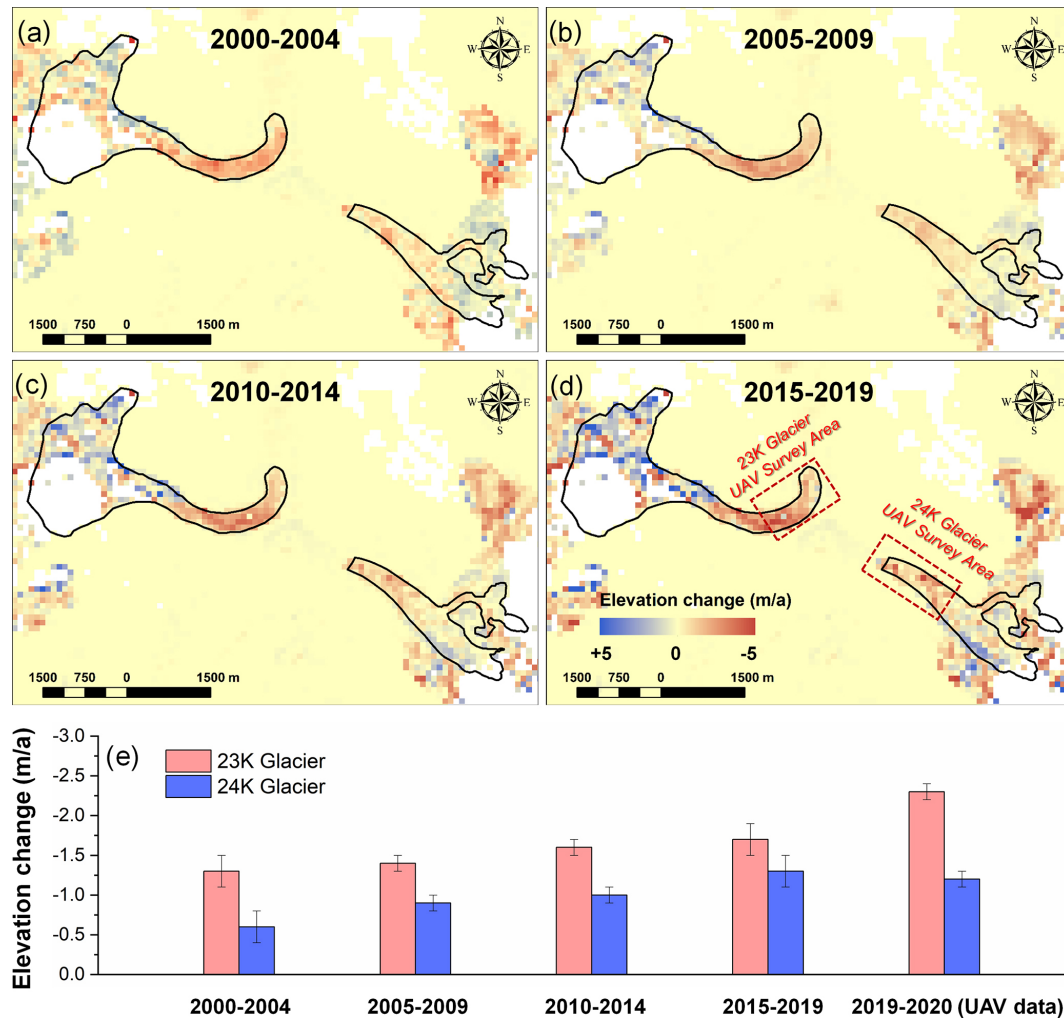 (a)
2000-2004
N
W
E
S
1500 750 0 1500 m
(b)
2005-2009
N
W
E
S
1500 750 0 1500 m
(c)
2010-2014
N
W
E
S
1500 750 0 1500 m
(d)
2015-2019
N
W
E
S
23K Glacier
UAV Survey Area
24K Glacier
UAV Survey Area
Elevation change (m/a)
+5 0 -5
1500 750 0 1500 m
(e)
23K Glacier
24K Glacier
Elevation change (m/a)
-3.0
-2.5
-2.0
-1.5
-1.0
-0.5
0.0
2000-2004 2005-2009 2010-2014 2015-2019 2019-2020 (UAV data)